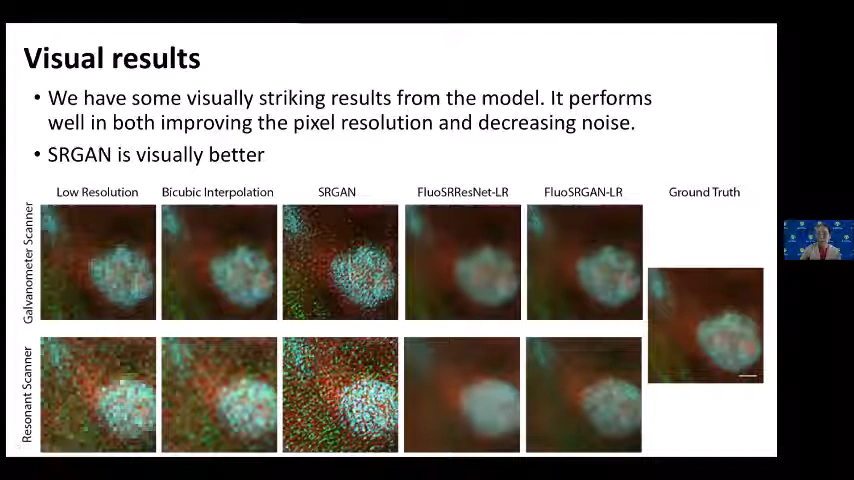 Visual results
• We have some visually striking results from the model. It performs
well in both improving the pixel resolution and decreasing noise.
• SRGAN is visually better
Low Resolution
Bicubic Interpolation
SRGAN
FluoSRResNet-LR
FluoSRGAN-LR
Ground Truth
Galvanometer Scanner
Resonant Scanner